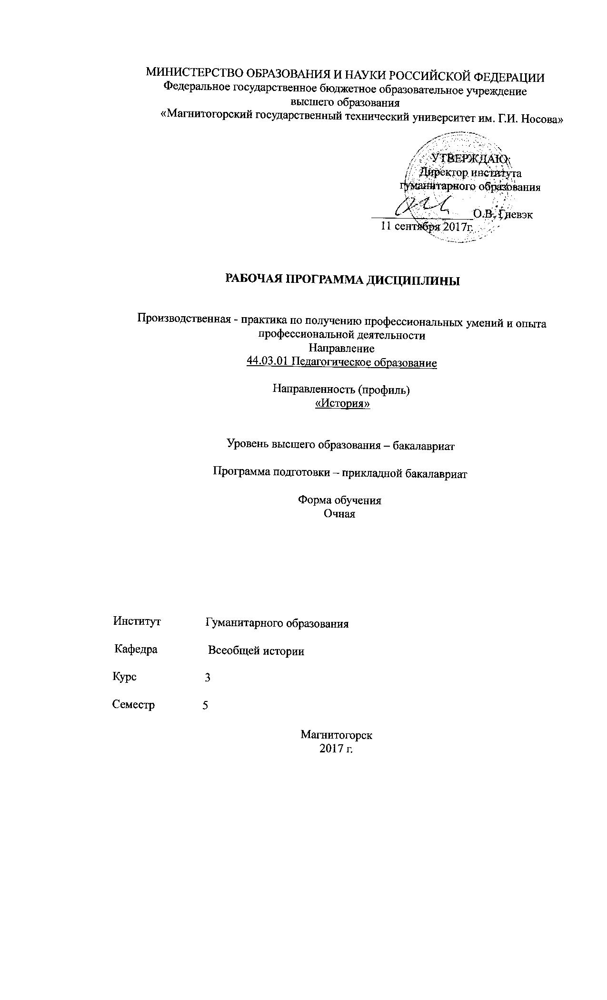 МИНИСТЕРСТВО ОБРАЗОВАНИЯ И НАУКИ РОССИЙСКОЙ ФЕДЕРАЦИИ
Федеральное государственное бюджетное образовательное учреждение
высшего образования
«Магнитогорский государственный технический университет им. Г.И. Носова»
УТВЕРЖДАЮ:
Директор института
гуманитарного образования
О.В. Гневэк
11 сентября 2017г.
РАБОЧАЯ ПРОГРАММА ДИСЦИПЛИНЫ
Производственная - практика по получению профессиональных умений и опыта
профессиональной деятельности
Направление
44.03.01 Педагогическое образование
Направленность (профиль)
«История»
Уровень высшего образования – бакалавриат
Программа подготовки – прикладной бакалавриат
Форма обучения
Очная
Институт Гуманитарного образования
Кафедра Всеобщей истории
Курс 3
Семестр 5
Магнитогорск
2017 г.